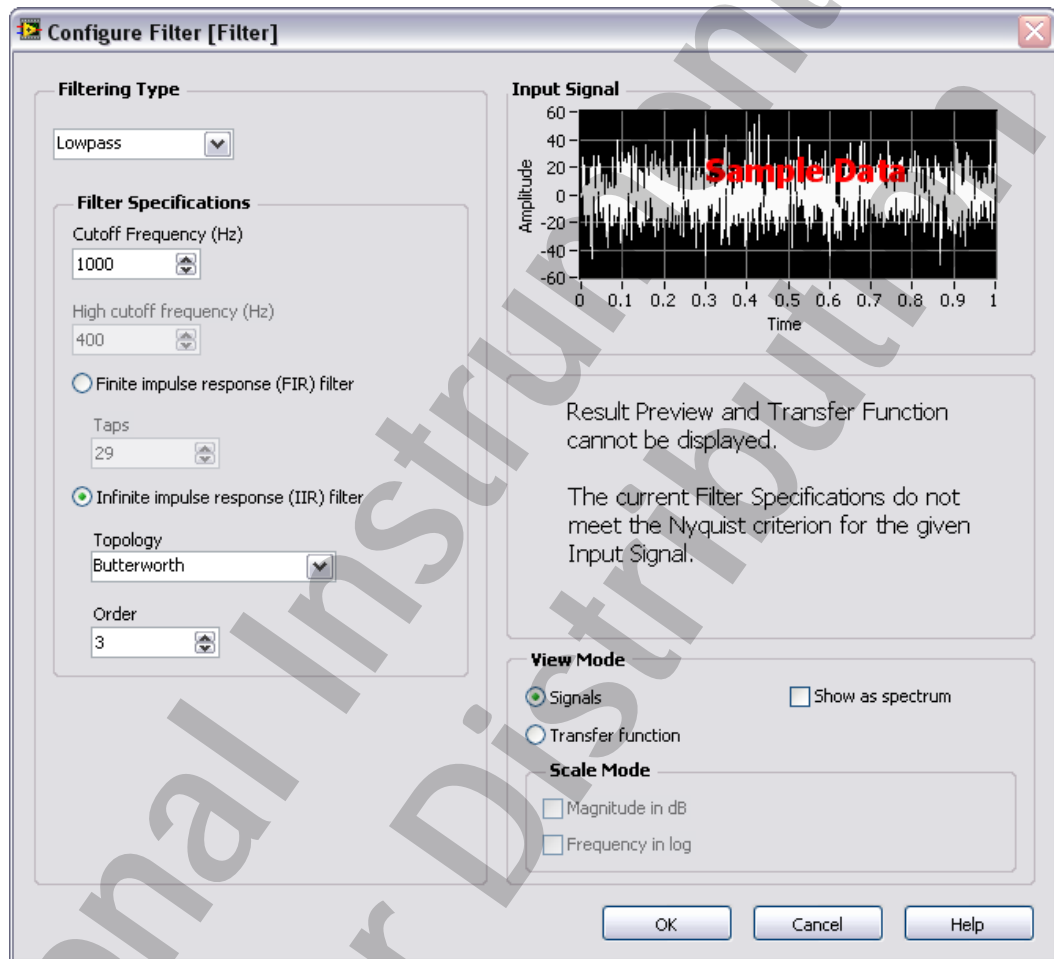 Configure Filter [Filter]
Filtering Type
Lowpass
Filter Specifications
Cutoff Frequency (Hz)
1000
High cutoff frequency (Hz)
400
Finite impulse response (FIR) filter
Taps
29
Infinite impulse response (IIR) filter
Topology
Butterworth
Order
3
Input Signal
Amplitude
60
40
20
0
-20
-40
-60
Sample Data
0 0.1 0.2 0.3 0.4 0.5 0.6 0.7 0.8 0.9 1
Time
Result Preview and Transfer Function
cannot be displayed.
The current Filter Specifications do not
meet the Nyquist criterion for the given
Input Signal.
View Mode
Signals
Show as spectrum
Transfer function
Scale Mode
Magnitude in dB
Frequency in log
OK Cancel Help